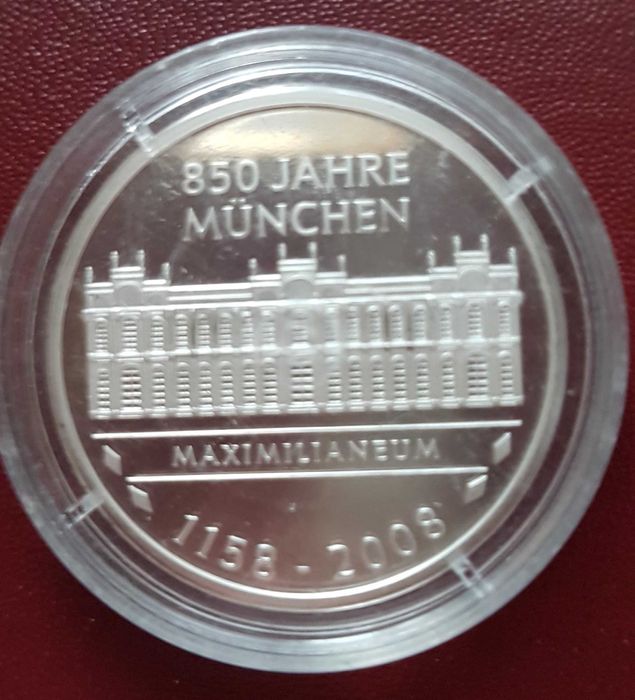 850 JAHRE
MÜNCHEN
MAXIMILIANEUM
1158 - 2008